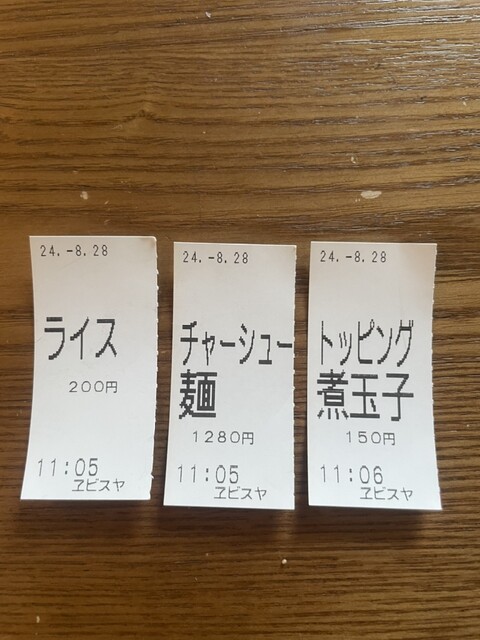 24.-8.28
ライス
200円
11:05
ヱビスヤ
24.-8.28
チャーシュー
麺
1280円
11:05
ヱビスヤ
24.-8.28
トッピング
煮玉子
150円
11:06
ヱビスヤ